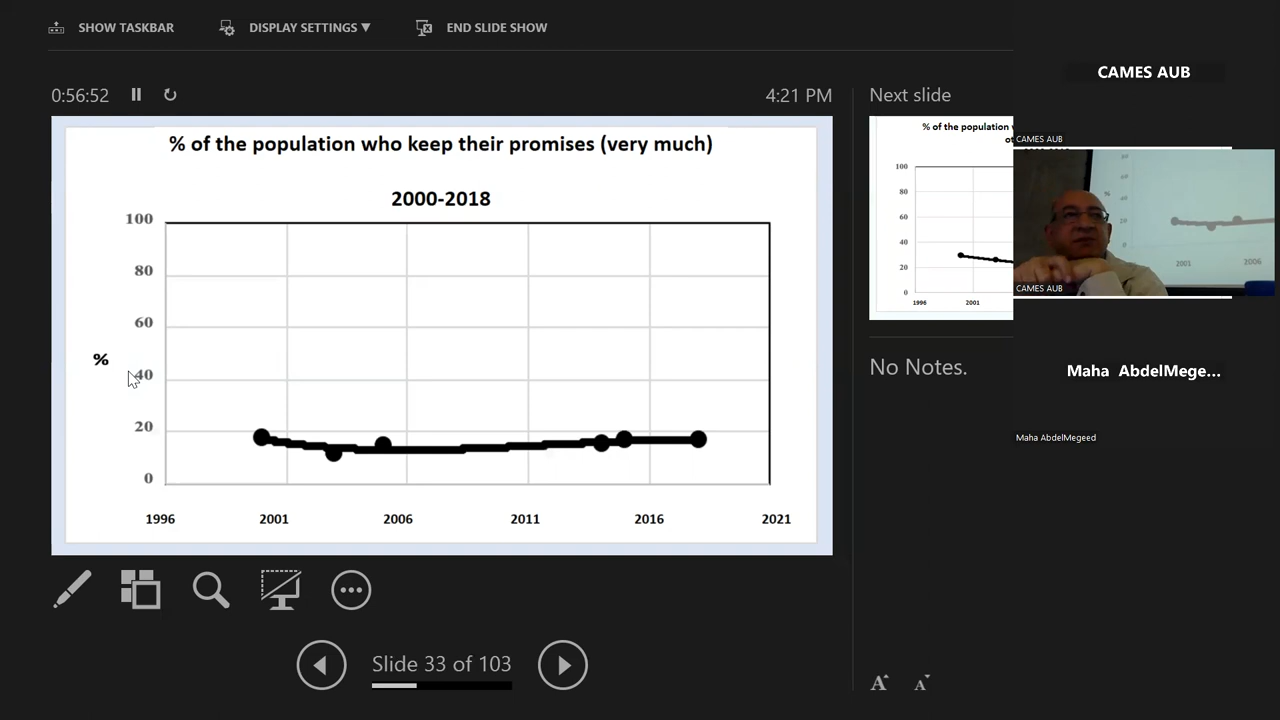 SHOW TASKBAR
DISPLAY SETTINGS ▼
END SLIDE SHOW
CAMES AUB
0:56:52
4:21 PM
Next slide
% of the population who keep their promises (very much)
2000-2018
100
80
60
%
40
20
0
1996
2001
2006
2011
2016
2021
% of the population
100
80
60
40
20
0
1996
2001
CAMES AUB
%
20
2001
2006
CAMES AUB
No Notes.
Maha AbdelMege...
Maha AbdelMegeed
Slide 33 of 103
A
A